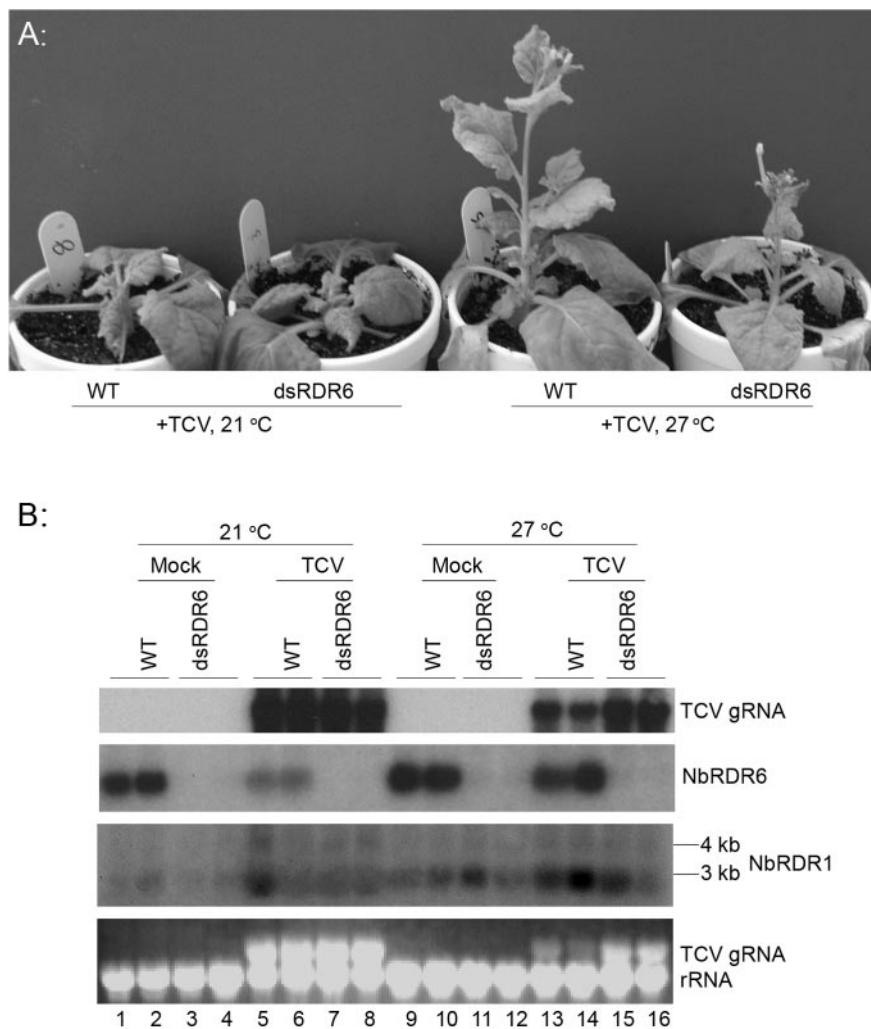 A:
8
WT dsRDR6 WT dsRDR6
+TCV, 21 °C +TCV, 27 °C
B:
21 °C 27 °C
Mock TCV Mock TCV
WT dsRDR6 WT dsRDR6 WT dsRDR6 WT dsRDR6
TCV gRNA
NbRDR6
4 kb
NbRDR1
3 kb
TCV gRNA
rRNA
1 2 3 4 5 6 7 8 9 10 11 12 13 14 15 16